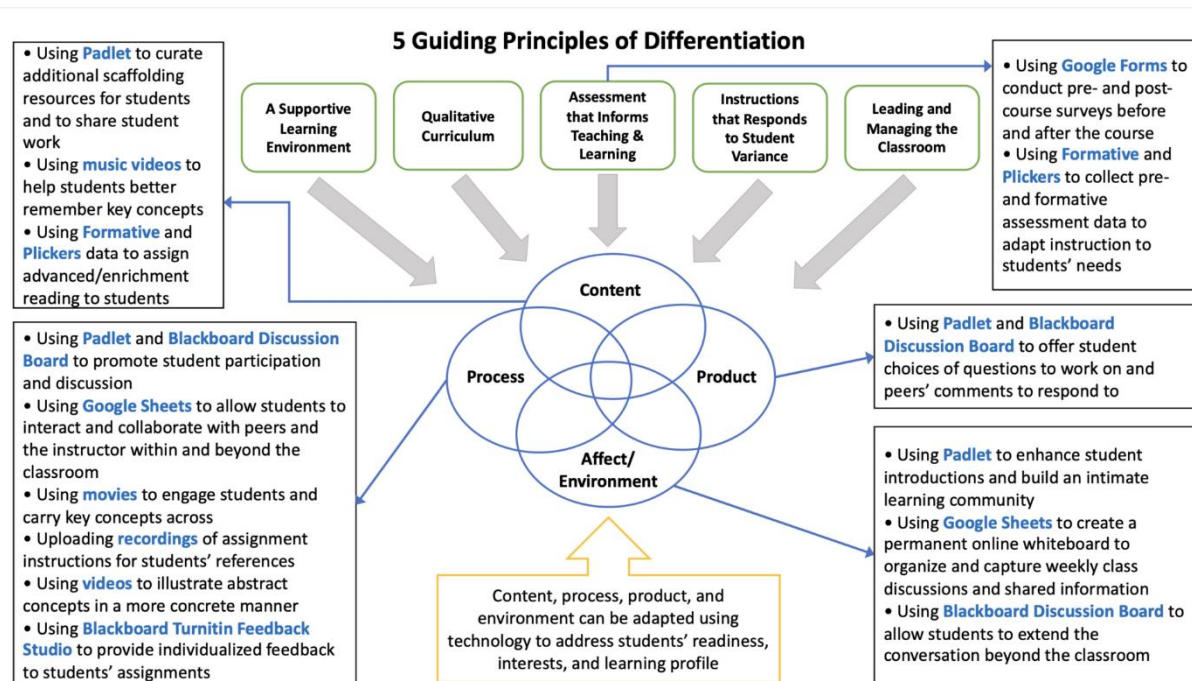 5 Guiding Principles of Differentiation
• Using Padlet to curate
additional scaffolding
resources for students
and to share student
work
• Using music videos to
help students better
remember key concepts
• Using Formative and
Plickers data to assign
advanced/enrichment
reading to students
A Supportive
Learning
Environment
Qualitative
Curriculum
Assessment
that Informs
Teaching &
Learning
Instructions
that Responds
to Student
Variance
Leading and
Managing the
Classroom
• Using Google Forms to
conduct pre- and post-
course surveys before
and after the course
• Using Formative and
Plickers to collect pre-
and formative
assessment data to
adapt instruction to
students’ needs
Content
Process
Product
Affect/
Environment
• Using Padlet and Blackboard
Discussion Board to offer student
choices of questions to work on and
peers’ comments to respond to
• Using Padlet and Blackboard Discussion
Board to promote student participation
and discussion
• Using Google Sheets to allow students to
interact and collaborate with peers and
the instructor within and beyond the
classroom
• Using movies to engage students and
carry key concepts across
• Uploading recordings of assignment
instructions for students’ references
• Using videos to illustrate abstract
concepts in a more concrete manner
• Using Blackboard Turnitin Feedback
Studio to provide individualized feedback
to students’ assignments
Content, process, product, and
environment can be adapted using
technology to address students’ readiness,
interests, and learning profile
• Using Padlet to enhance student
introductions and build an intimate
learning community
• Using Google Sheets to create a
permanent online whiteboard to
organize and capture weekly class
discussions and shared information
• Using Blackboard Discussion Board to
allow students to extend the
conversation beyond the classroom